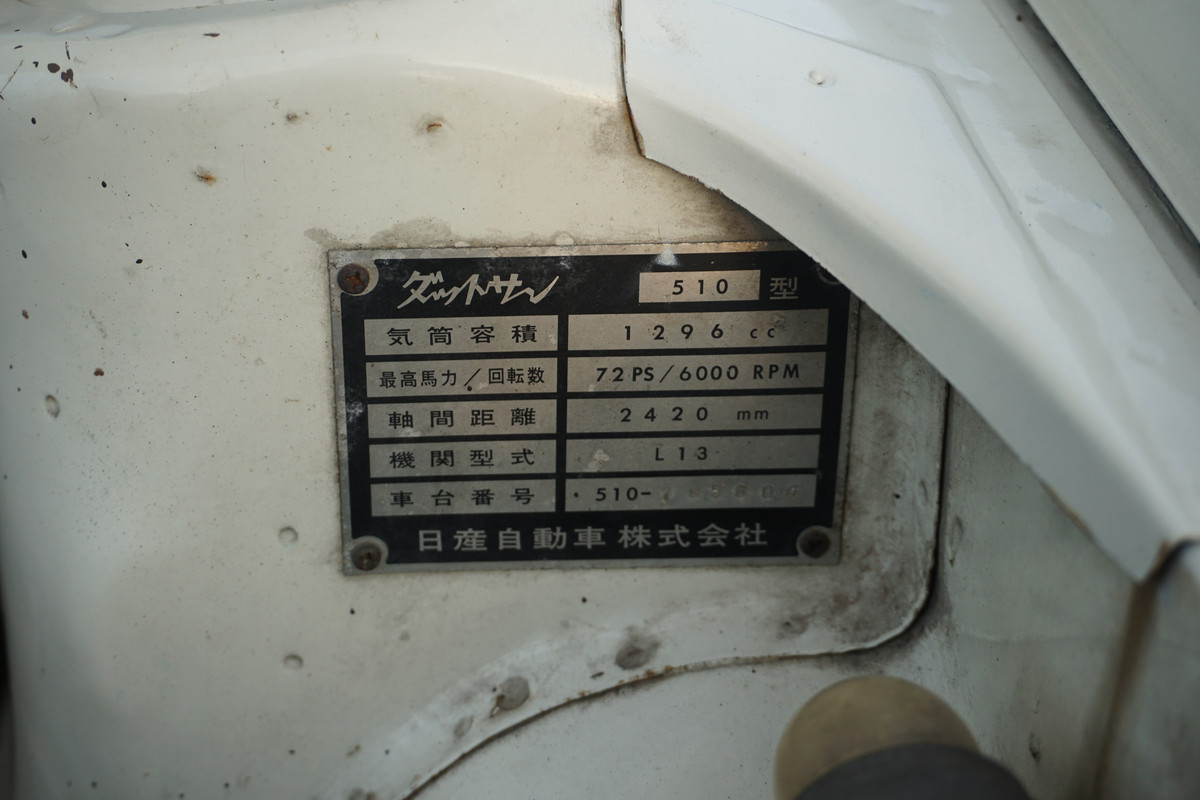 ダットサン 510 型
気筒容積 1296 cc
最高馬力/回転数 72PS/6000 RPM
軸間距離 2420 mm
機関型式 L13
車台番号 510-
日産自動車株式会社